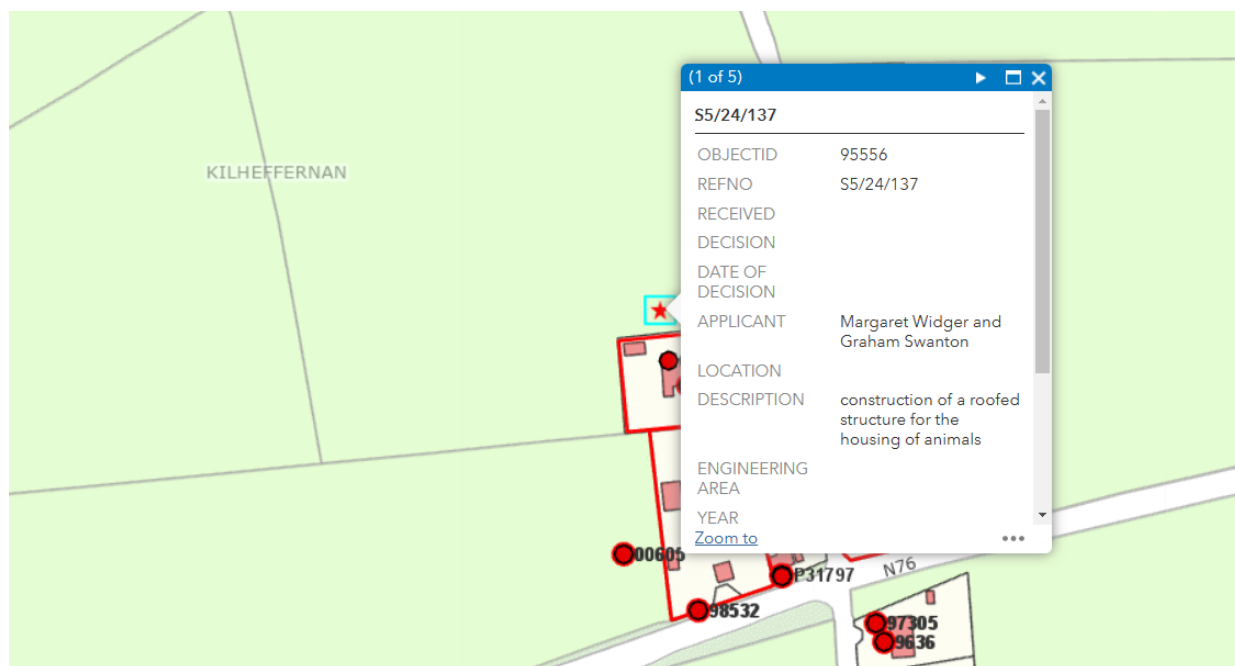 (1 of 5)
S5/24/137
OBJECTID 95556
REFNO S5/24/137
RECEIVED
DECISION
DATE OF
DECISION
APPLICANT Margaret Widger and
Graham Swanton
LOCATION
DESCRIPTION construction of a roofed
structure for the
housing of animals
ENGINEERING
AREA
YEAR
Zoom to
KILHEFFERNAN
00605
P31797
N76
98532
97305
9636